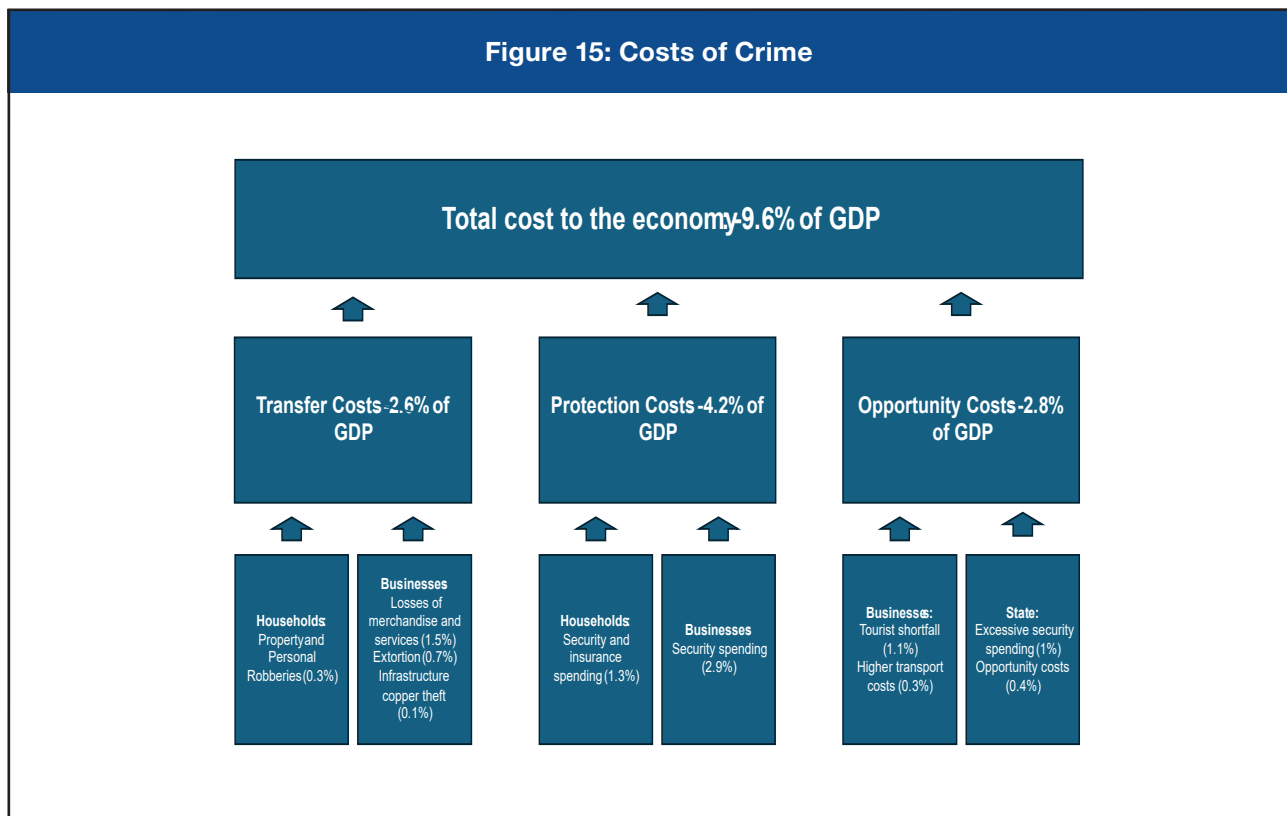 Figure 15: Costs of Crime
Total cost to the economy-9.6% of GDP
Transfer Costs -2.6% of
GDP
Protection Costs -4.2% of
GDP
Opportunity Costs -2.8%
of GDP
Households:
Property and
Personal
Robberies (0.3%)
Businesses
Losses of
merchandise and
services (1.5%)
Extortion (0.7%)
Infrastructure
copper theft
(0.1%)
Households:
Security and
insurance
spending (1.3%)
Businesses
Security spending
(2.9%)
Businesses:
Tourist shortfall
(1.1%)
Higher transport
costs (0.3%)
State:
Excessive security
spending (1%)
Opportunity costs
(0.4%)